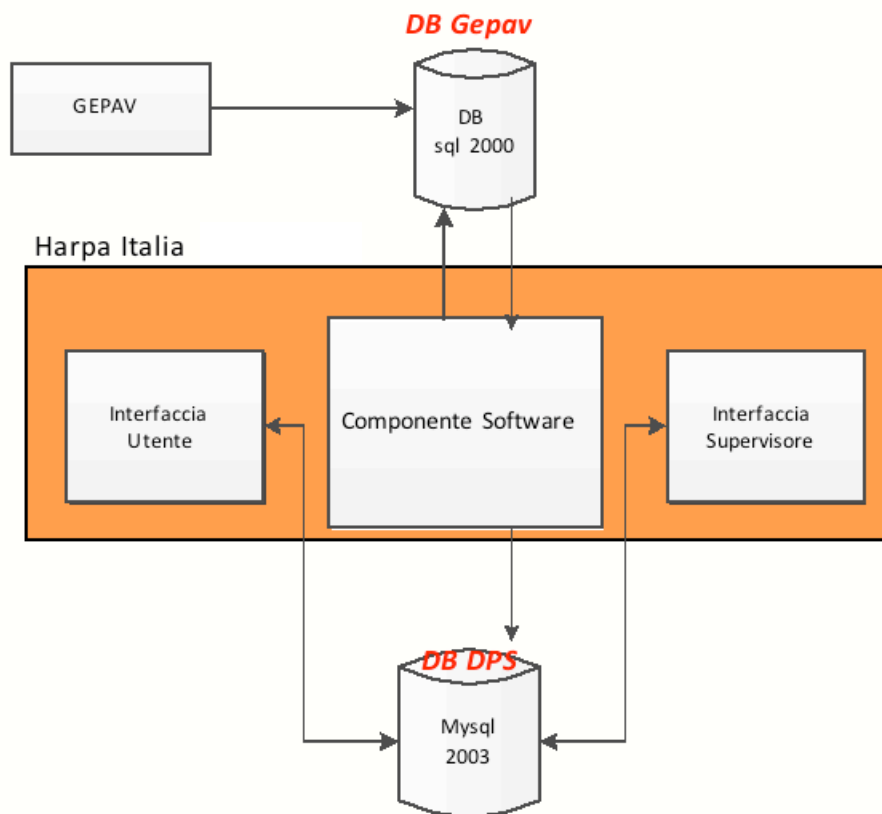 DB Gepav
GEPAV
DB
sql 2000
Harpa Italia
Interfaccia
Utente
Componente Software
Interfaccia
Supervisore
DB DPS
Mysql
2003